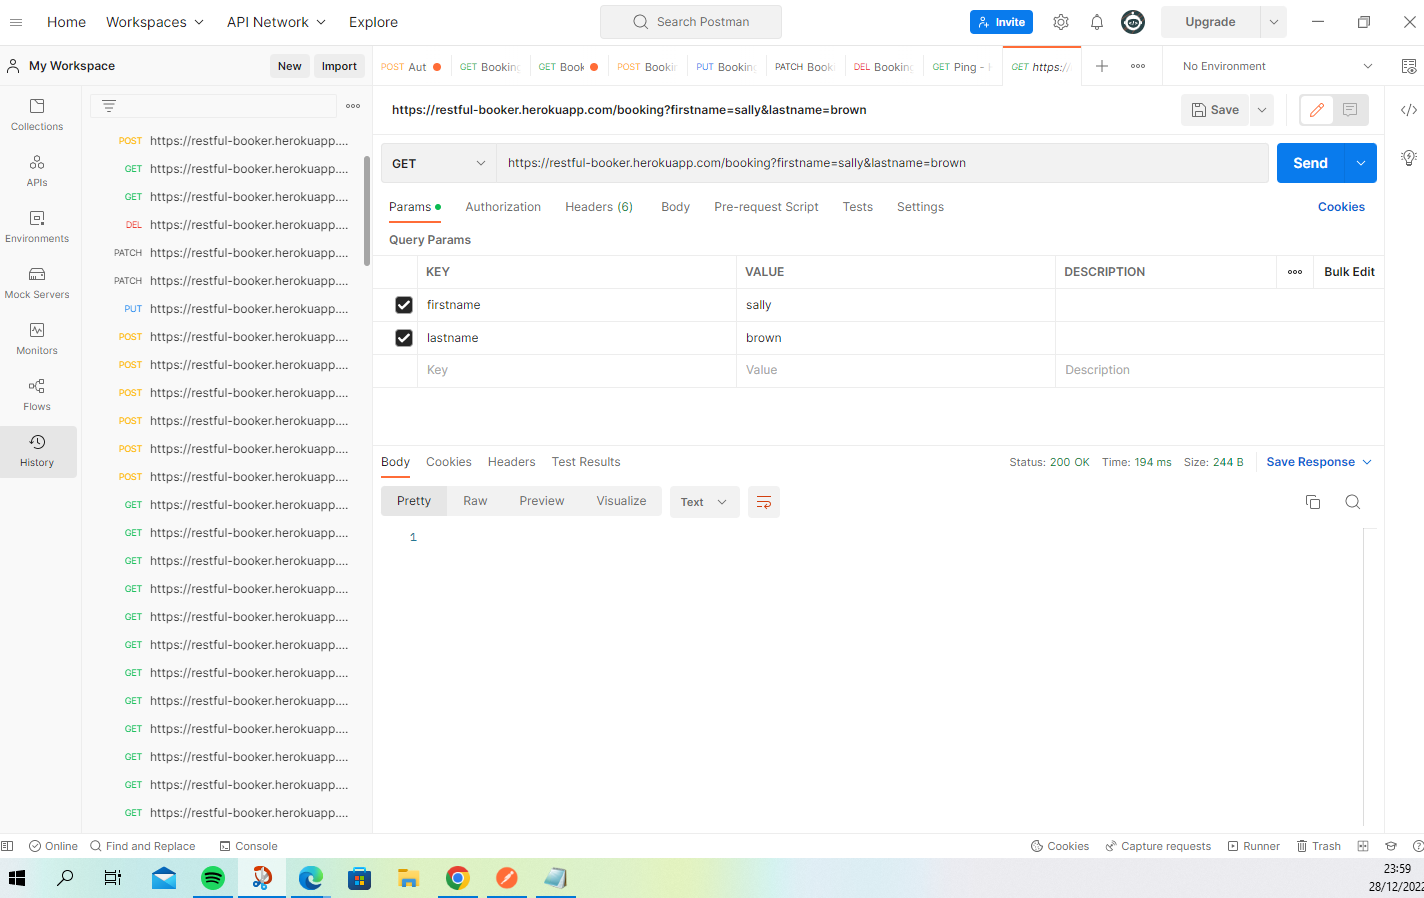 Home Workspaces API Network Explore Search Postman Invite Upgrade
My Workspace New Import POST Aut GET Booking GET Book POST Bookin PUT Booking PATCH Book DEL Booking GET Ping - GET https:// No Environment
https://restful-booker.herokuapp.com/booking?firstname=sally&lastname=brown Save
GET https://restful-booker.herokuapp.com/booking?firstname=sally&lastname=brown Send
Params Authorization Headers (6) Body Pre-request Script Tests Settings Cookies
Query Params
KEY VALUE DESCRIPTION Bulk Edit
firstname sally
lastname brown
Key Value Description
Body Cookies Headers Test Results Status: 200 OK Time: 194 ms Size: 244 B Save Response
Pretty Raw Preview Visualize Text
1
Collections
APIs
Environments
Mock Servers
Monitors
Flows
History
POST https://restful-booker.herokuapp....
GET https://restful-booker.herokuapp....
GET https://restful-booker.herokuapp....
DEL https://restful-booker.herokuapp....
PATCH https://restful-booker.herokuapp....
PATCH https://restful-booker.herokuapp....
PUT https://restful-booker.herokuapp....
POST https://restful-booker.herokuapp....
POST https://restful-booker.herokuapp....
POST https://restful-booker.herokuapp....
POST https://restful-booker.herokuapp....
POST https://restful-booker.herokuapp....
POST https://restful-booker.herokuapp....
GET https://restful-booker.herokuapp....
GET https://restful-booker.herokuapp....
GET https://restful-booker.herokuapp....
GET https://restful-booker.herokuapp....
GET https://restful-booker.herokuapp....
GET https://restful-booker.herokuapp....
GET https://restful-booker.herokuapp....
GET https://restful-booker.herokuapp....
GET https://restful-booker.herokuapp....
GET https://restful-booker.herokuapp....
GET https://restful-booker.herokuapp....
GET https://restful-booker.herokuapp....
Online Find and Replace Console Cookies Capture requests Runner Trash
23:59
28/12/2022